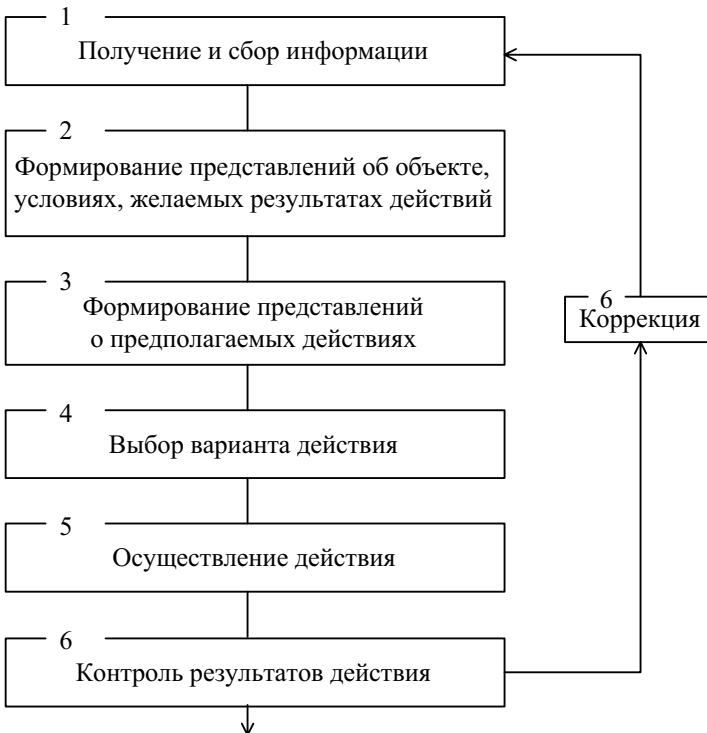 1
Получение и сбор информации
2
Формирование представлений об объекте,
условиях, желаемых результатах действий
3
Формирование представлений
о предполагаемых действиях
4
Выбор варианта действия
5
Осуществление действия
6
Контроль результатов действия
6
Коррекция